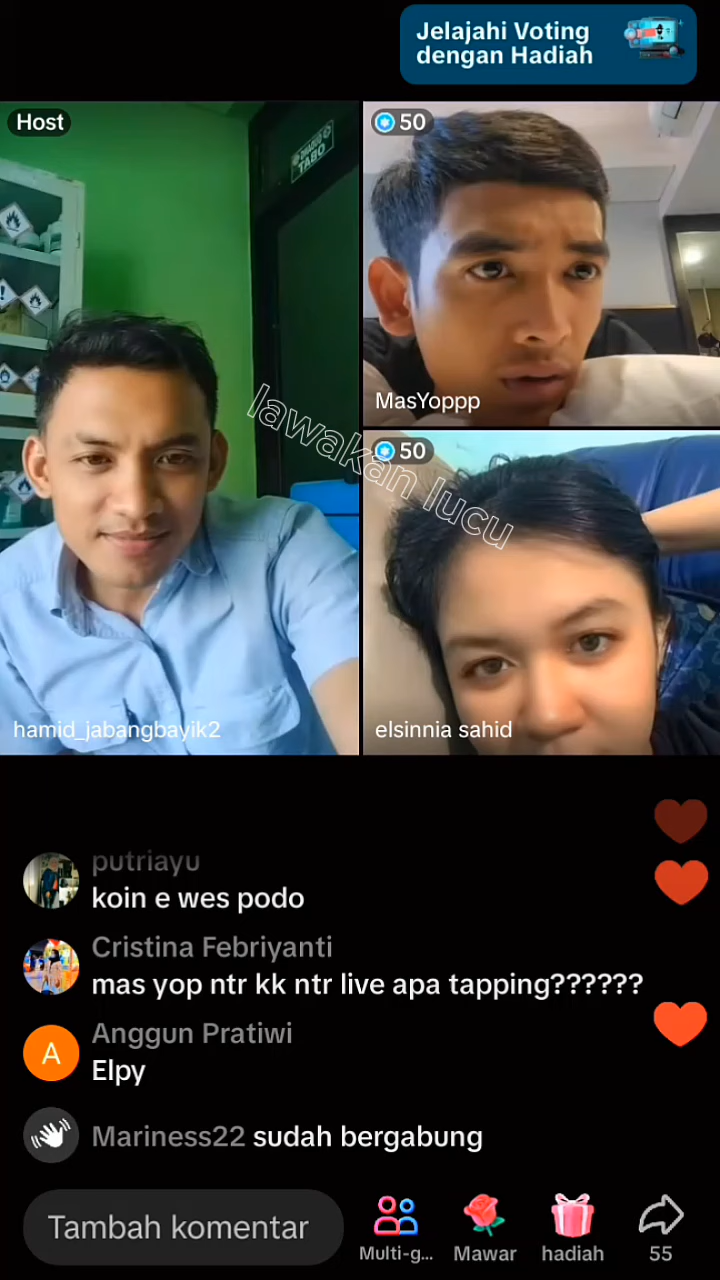 Jelajahi Voting
dengan Hadiah
Host
50
TABO
MasYoppp
50
lawakan lucu
hamid_jabangbayik2
elsinnia sahid
putriayu
koin e wes podo
Cristina Febriyanti
mas yop ntr kk ntr live apa tapping??????
A
Anggun Pratiwi
Elpy
Mariness22 sudah bergabung
Tambah komentar
Multi-g...
Mawar
hadiah
55